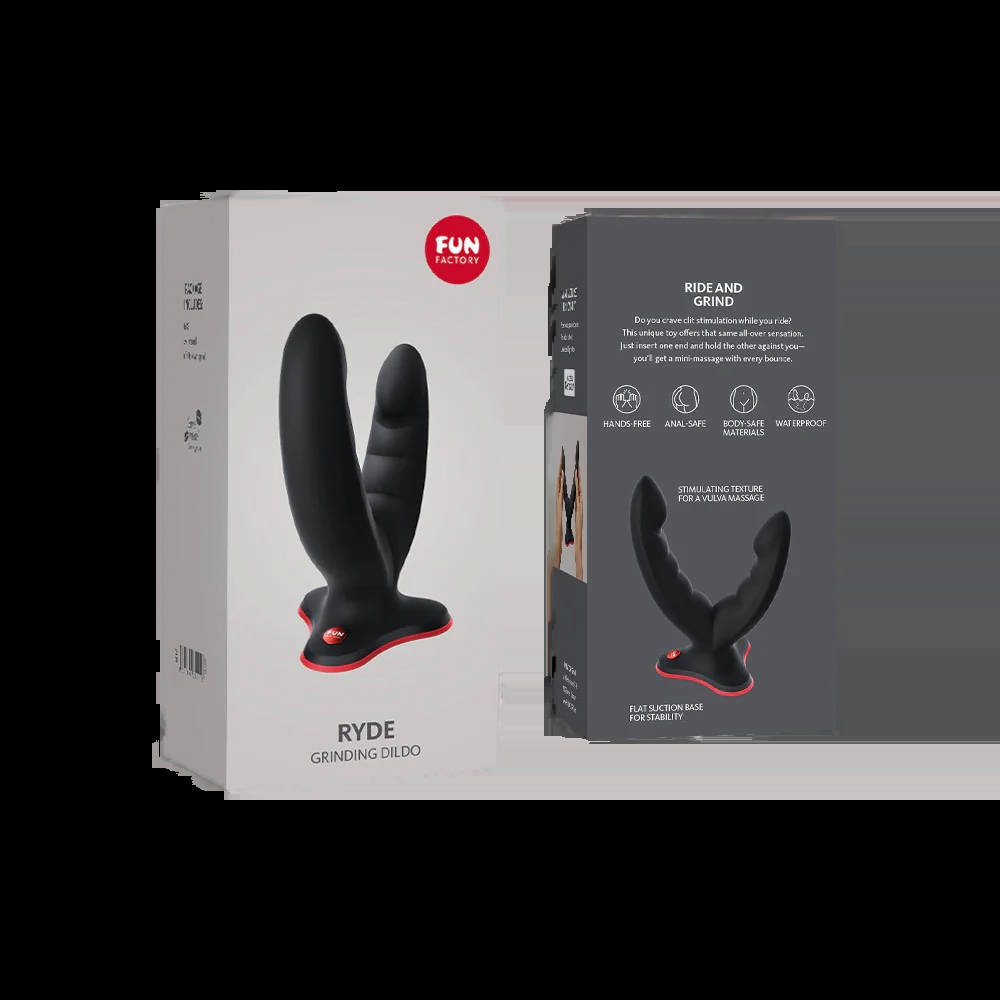 FUN
FACTORY
FUN
RYDE
GRINDING DILDO
RIDE AND
GRIND
Do you crave clit stimulation while you ride?
This unique toy offers that same all-over sensation.
Just insert one end and hold the other against you—
you'll get a mini-massage with every bounce.
HANDS-FREE
ANAL-SAFE
BODY-SAFE
MATERIALS
WATERPROOF
STIMULATING TEXTURE
FOR A VULVA MASSAGE
FLAT SUCTION BASE
FOR STABILITY